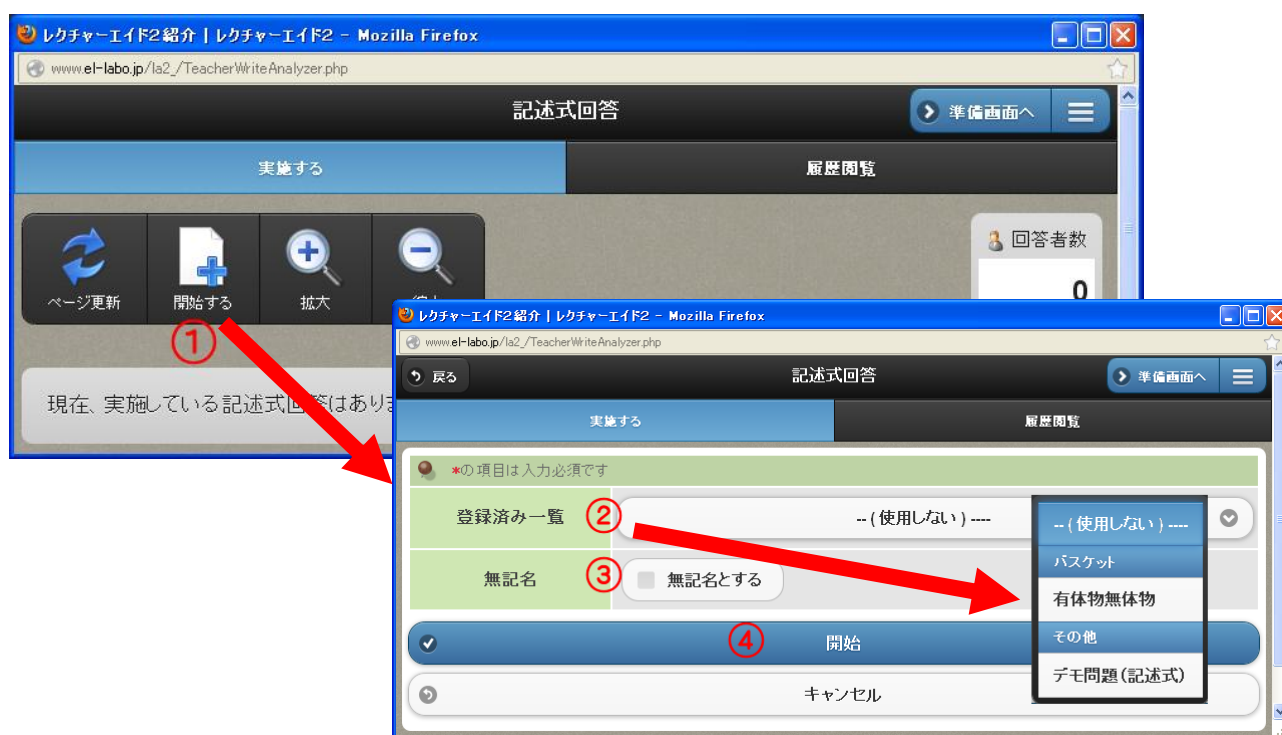 レクチャーエイド2紹介 | レクチャーエイド2 - Mozilla Firefox
www.el-labo.jp/la2_/TeacherWriteAnalyzer.php
記述式回答
準備画面へ
実施する
履歴閲覧
ページ更新
開始する
拡大
回答者数
0
①
現在、実施している記述式回答はありま
レクチャーエイド2紹介 | レクチャーエイド2 - Mozilla Firefox
www.el-labo.jp/la2_/TeacherWriteAnalyzer.php
戻る
記述式回答
準備画面へ
実施する
履歴閲覧
*の項目は入力必須です
登録済み一覧
②
-- ( 使用しない ) ----
無記名
③
無記名とする
④
開始
キャンセル
-- ( 使用しない ) ----
バスケット
有体物無体物
その他
デモ問題(記述式)